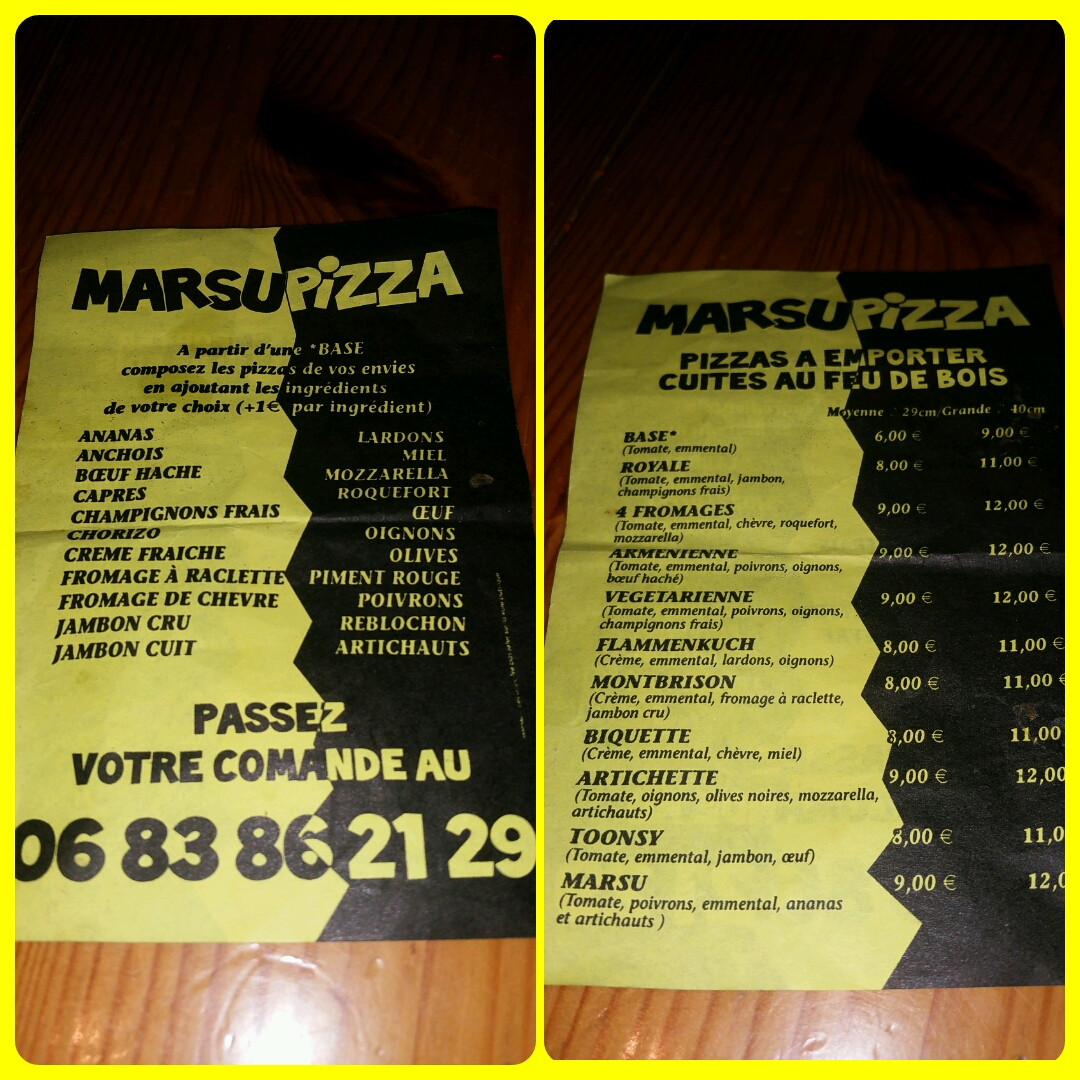 MARSUPiZZA
A partir d'une *BASE
composez les pizzas de vos envies
en ajoutant les ingrédients
de votre choix (+1€ par ingrédient)
ANANAS LARDONS
ANCHOIS MIEL
BŒUF HACHE MOZZARELLA
CAPRES ROQUEFORT
CHAMPIGNONS FRAIS ŒUF
CHORIZO OIGNONS
CREME FRAICHE OLIVES
FROMAGE À RACLETTE PIMENT ROUGE
FROMAGE DE CHEVRE POIVRONS
JAMBON CRU REBLOCHON
JAMBON CUIT ARTICHAUTS
PASSEZ
VOTRE COMANDE AU
06 83 86 21 29
MARSUPiZZA
PIZZAS A EMPORTER
CUITES AU FEU DE BOIS
Moyenne : 29cm/Grande : 40cm
BASE* 6,00 € 9,00 €
(Tomate, emmental)
ROYALE 8,00 € 11,00 €
(Tomate, emmental, jambon,
champignons frais)
4 FROMAGES 9,00 € 12,00 €
(Tomate, emmental, chèvre, roquefort,
mozzarella)
ARMENIENNE 9,00 € 12,00 €
(Tomate, emmental, poivrons, oignons,
bœuf haché)
VEGETARIENNE 9,00 € 12,00 €
(Tomate, emmental, poivrons, oignons,
champignons frais)
FLAMMENKUCH 8,00 € 11,00 €
(Crème, emmental, lardons, oignons)
MONTBRISON 8,00 € 11,00 €
(Crème, emmental, fromage à raclette,
jambon cru)
BIQUETTE 8,00 € 11,00
(Crème, emmental, chèvre, miel)
ARTICHETTE 9,00 € 12,00
(Tomate, oignons, olives noires, mozzarella,
artichauts)
TOONSY 8,00 € 11,0
(Tomate, emmental, jambon, œuf)
MARSU 9,00 € 12,0
(Tomate, poivrons, emmental, ananas
et artichauts )